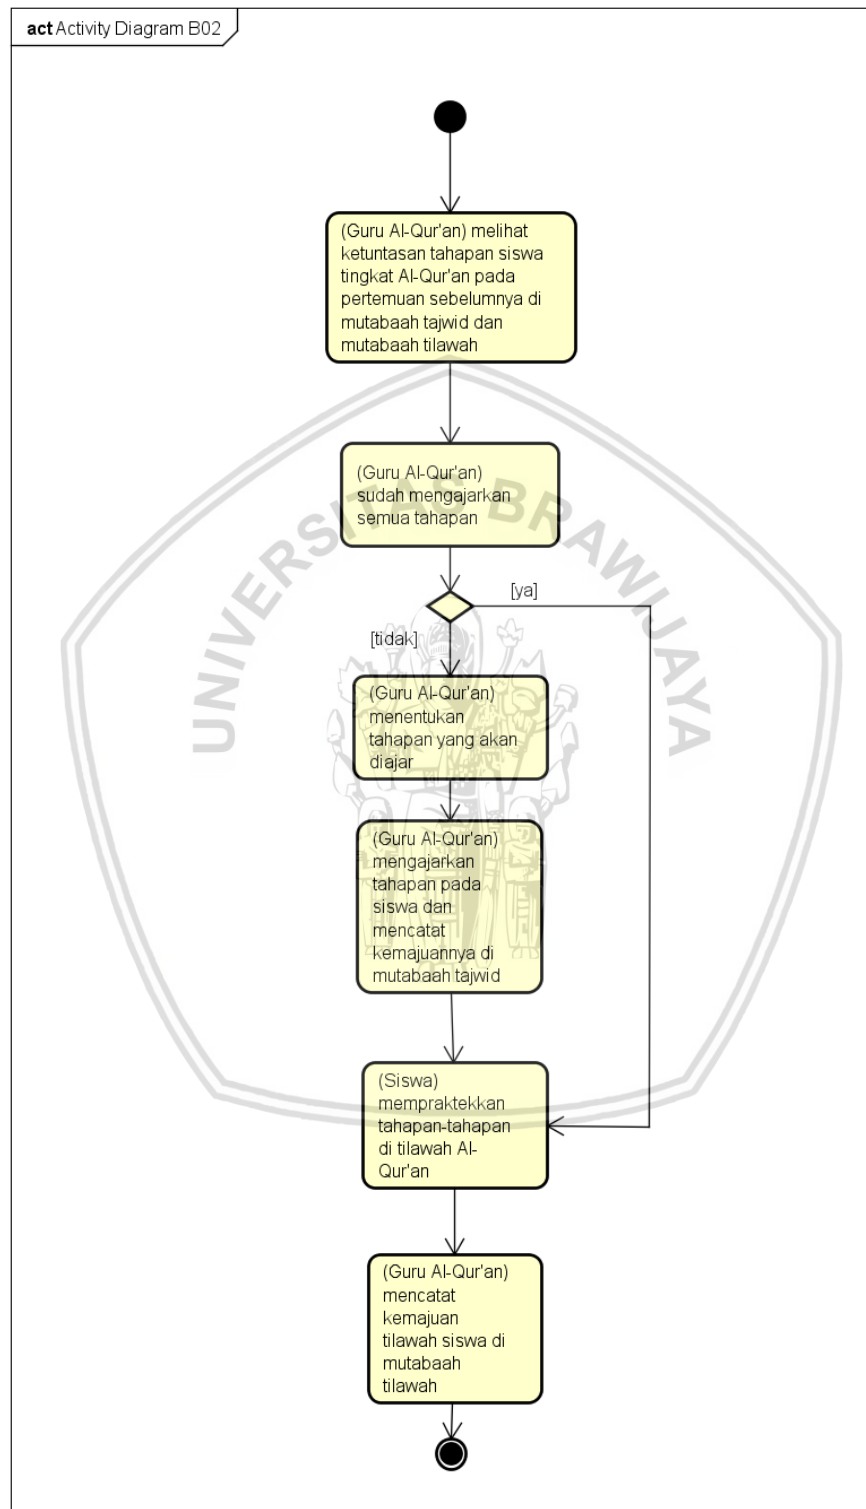 act Activity Diagram B02
(Guru Al-Qur'an) melihat
ketuntasan tahapan siswa
tingkat Al-Qur'an pada
pertemuan sebelumnya di
mutabaah tajwid dan
mutabaah tilawah
(Guru Al-Qur'an)
sudah mengajarkan
semua tahapan
UNIVERSITAS BRAWIJAYA
[ya]
[tidak]
(Guru Al-Qur'an)
menentukan
tahapan yang akan
diajar
(Guru Al-Qur'an)
mengajarkan
tahapan pada
siswa dan
mencatat
kemajuannya di
mutabaah tajwid
(Siswa)
mempraktekkan
tahapan-tahapan
di tilawah Al-
Qur'an
(Guru Al-Qur'an)
mencatat
kemajuan
tilawah siswa di
mutabaah
tilawah